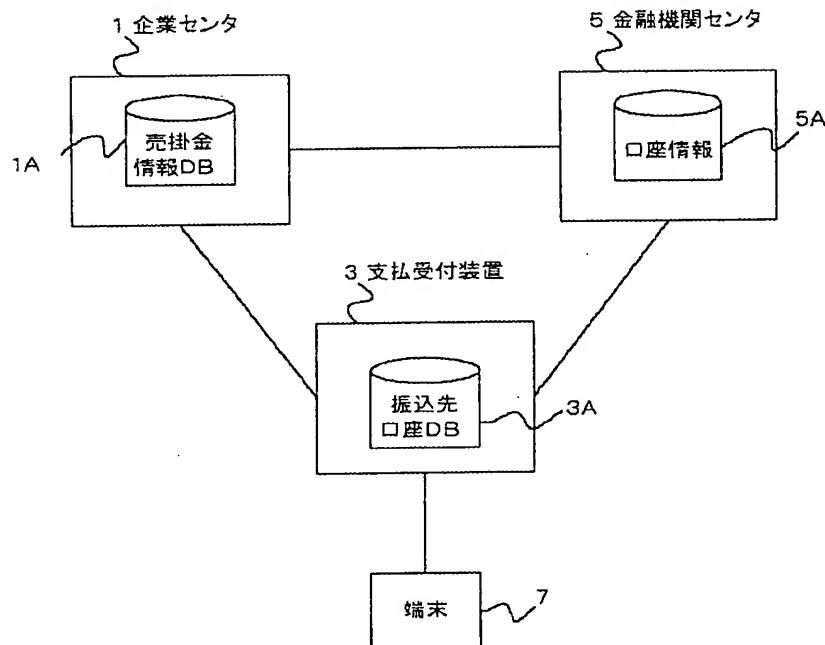 1 企業センタ
5 金融機関センタ
売掛金
情報DB
1A
口座情報
5A
3 支払受付装置
振込先
口座DB
3A
端末
7